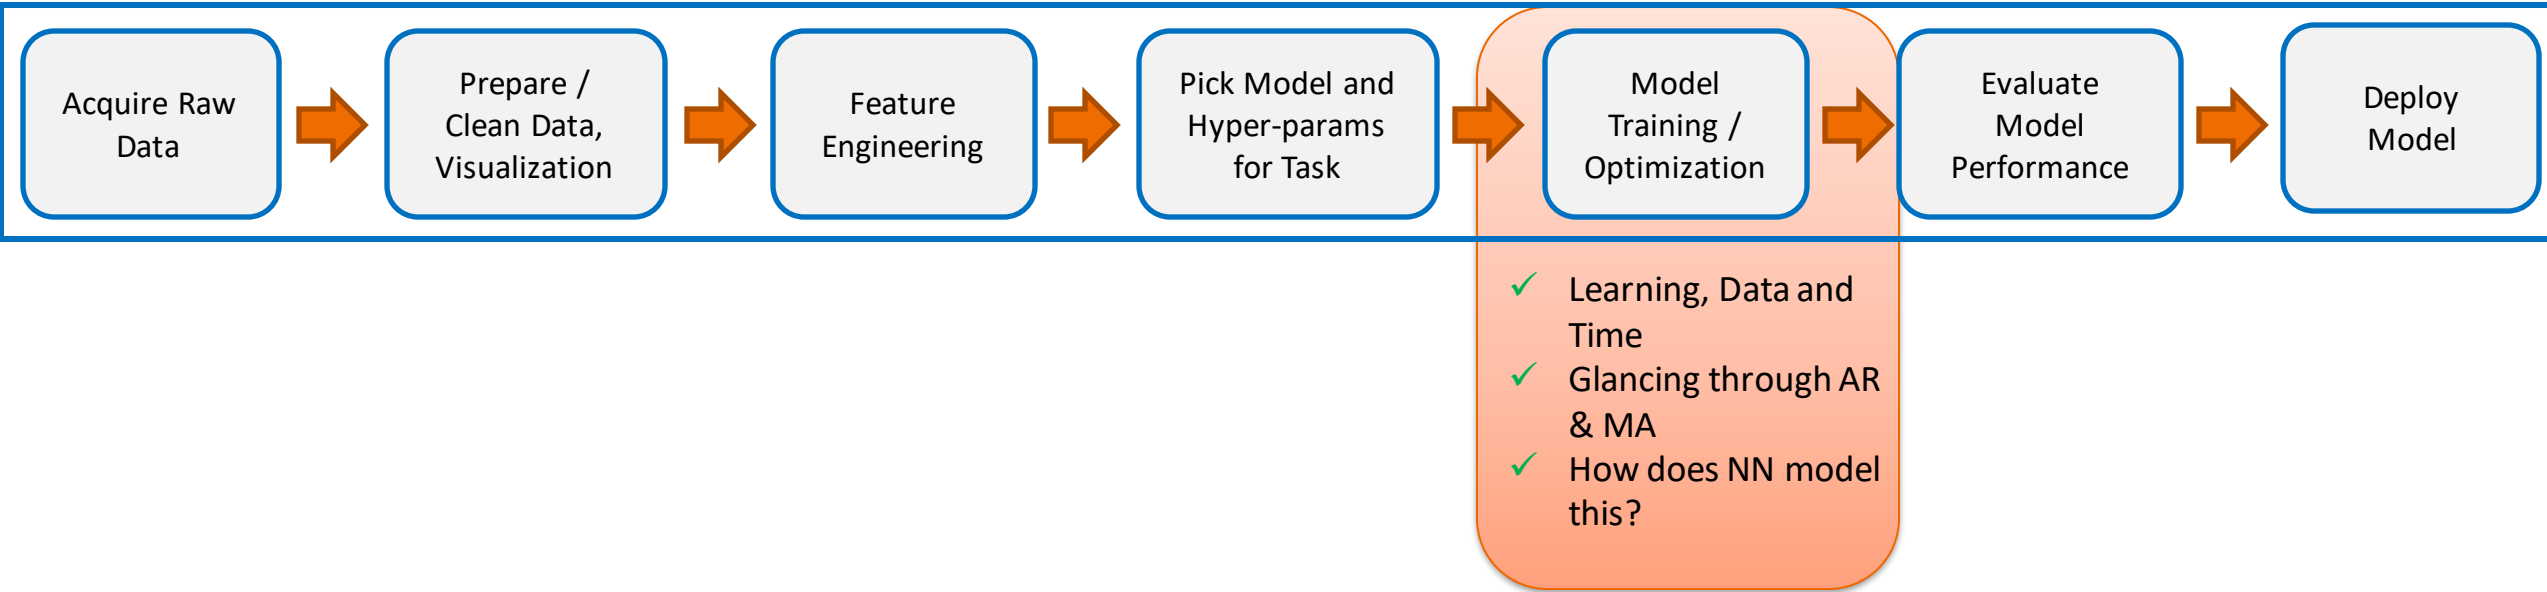 Acquire Raw
Data
Prepare /
Clean Data,
Visualization
Feature
Engineering
Pick Model and
Hyper-params
for Task
Model
Training /
Optimization
Evaluate
Model
Performance
Deploy
Model
✓ Learning, Data and
Time
✓ Glancing through AR
& MA
✓ How does NN model
this?